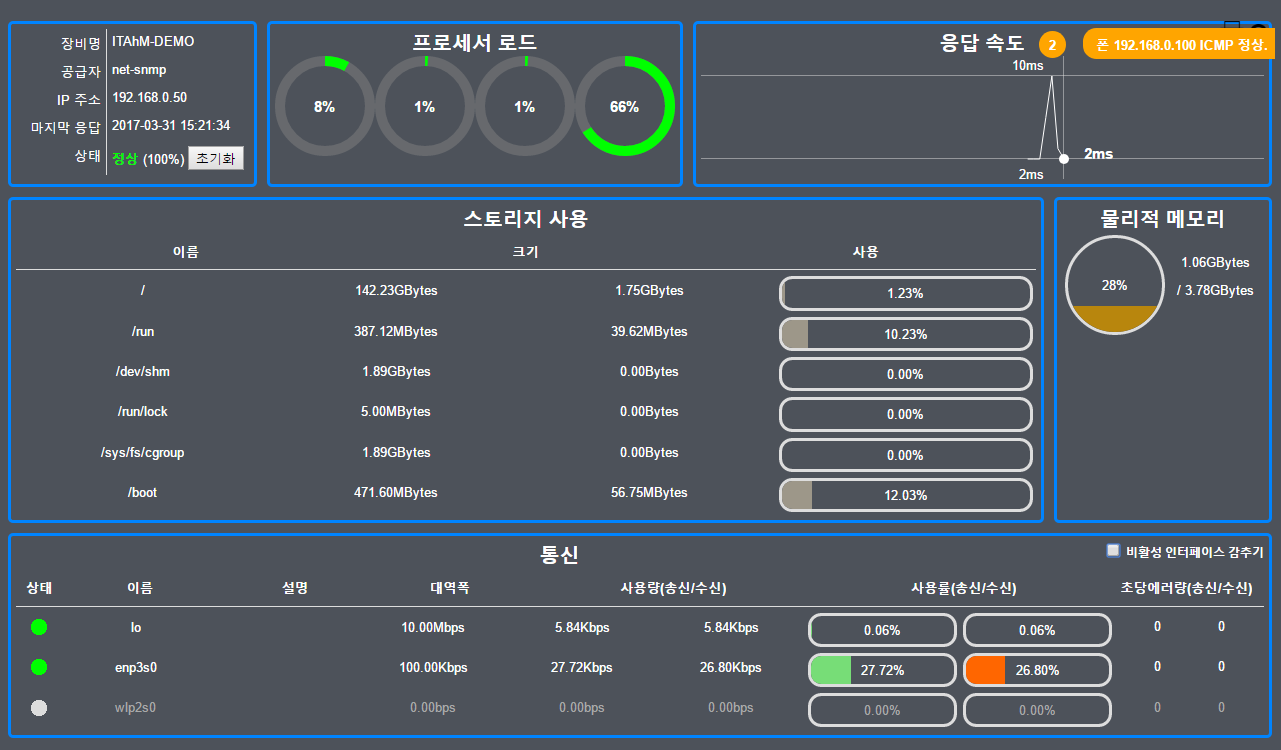 장비명 ITAhM-DEMO
공급자 net-snmp
IP 주소 192.168.0.50
마지막 응답 2017-03-31 15:21:34
상태 정상 (100%) 초기화
프로세서 로드
8% 1% 1% 66%
응답 속도 2 폰 192.168.0.100 ICMP 정상.
10ms
2ms
2ms
스토리지 사용
이름 크기 사용
/ 142.23GBytes 1.75GBytes 1.23%
/run 387.12MBytes 39.62MBytes 10.23%
/dev/shm 1.89GBytes 0.00Bytes 0.00%
/run/lock 5.00MBytes 0.00Bytes 0.00%
/sys/fs/cgroup 1.89GBytes 0.00Bytes 0.00%
/boot 471.60MBytes 56.75MBytes 12.03%
물리적 메모리
28%
1.06GBytes
/ 3.78GBytes
통신
비활성 인터페이스 감추기
상태 이름 설명 대역폭 사용량(송신/수신) 사용률(송신/수신) 초당에러량(송신/수신)
lo 10.00Mbps 5.84Kbps 5.84Kbps 0.06% 0.06% 0 0
enp3s0 100.00Kbps 27.72Kbps 26.80Kbps 27.72% 26.80% 0 0
wlp2s0 0.00bps 0.00bps 0.00bps 0.00% 0.00% 0 0